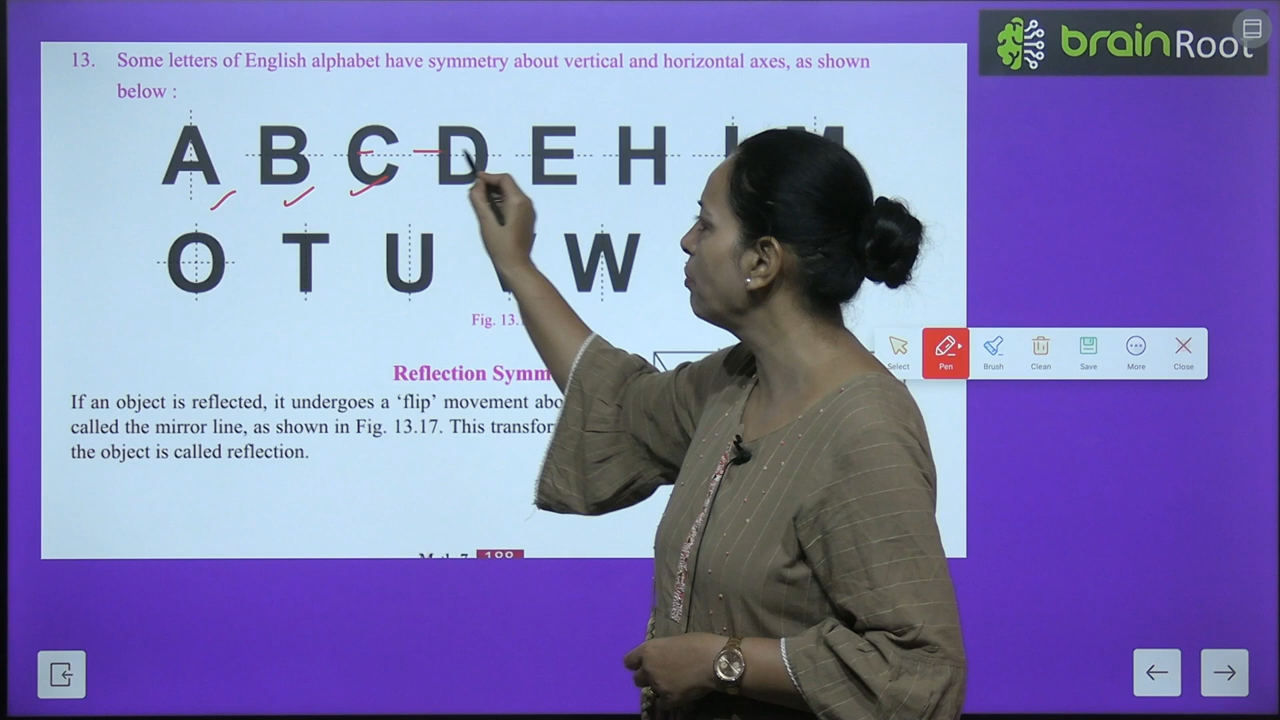 brainRoot
13. Some letters of English alphabet have symmetry about vertical and horizontal axes, as shown
below :
A B C D E H I M
O T U W
Fig. 13.
Reflection Symm
If an object is reflected, it undergoes a ‘flip’ movement abo
called the mirror line, as shown in Fig. 13.17. This transfor
the object is called reflection.
188
Select Pen Brush Clean Save More Close